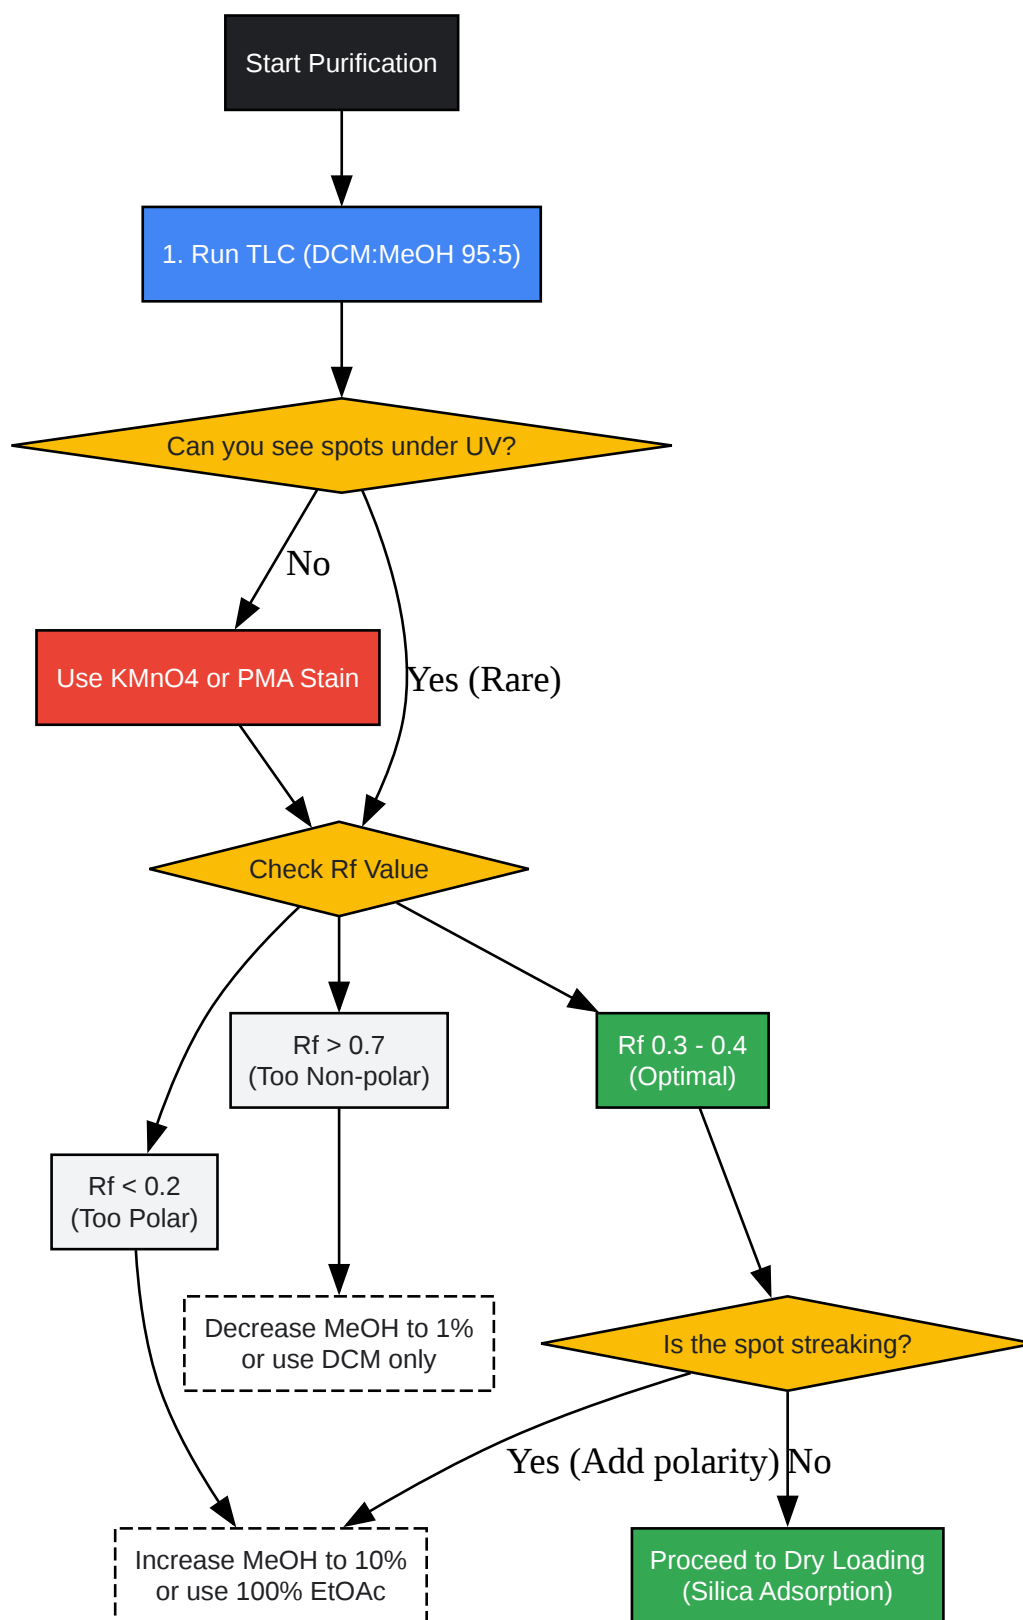 Start Purification
1. Run TLC (DCM:MeOH 95:5)
Can you see spots under UV?
No
Use KMnO4 or PMA Stain
Yes (Rare)
Check Rf Value
Rf > 0.7
(Too Non-polar)
Rf 0.3 - 0.4
(Optimal)
Rf < 0.2
(Too Polar)
Decrease MeOH to 1%
or use DCM only
Is the spot streaking?
Yes (Add polarity)
No
Increase MeOH to 10%
or use 100% EtOAc
Proceed to Dry Loading
(Silica Adsorption)